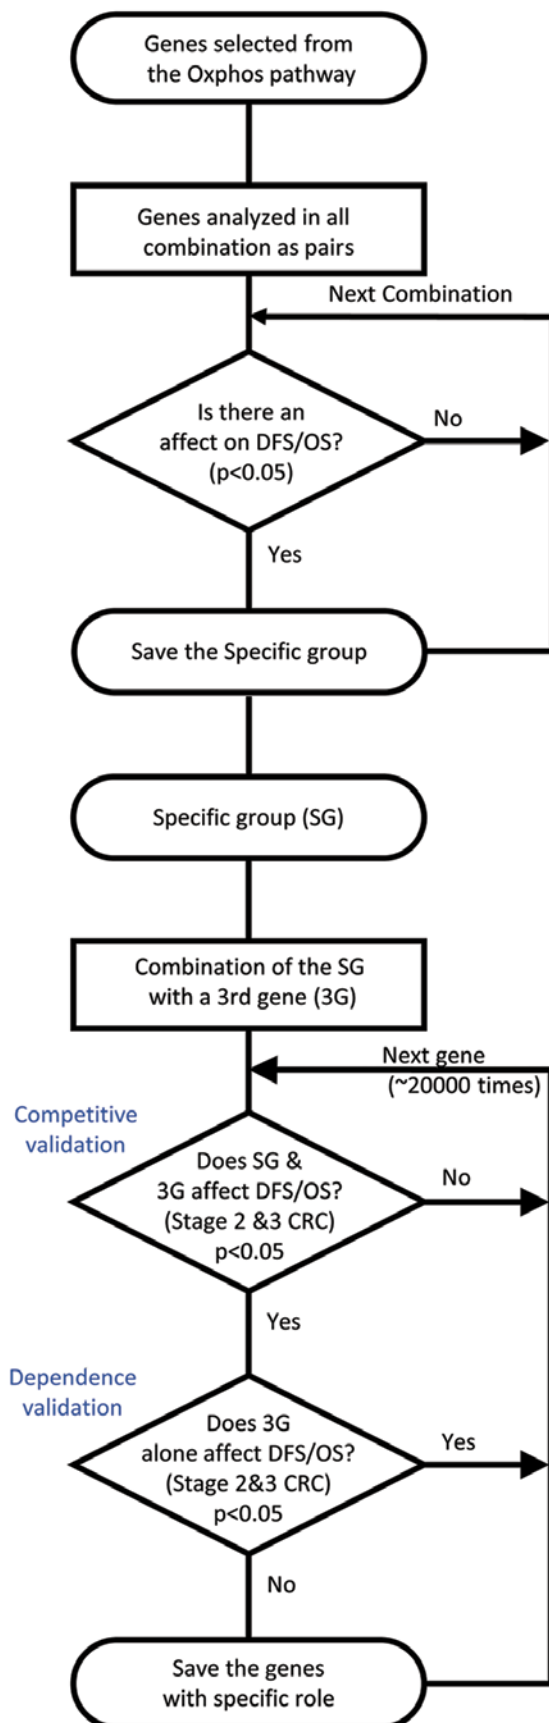 Genes selected from
the Oxphos pathway
Genes analyzed in all
combination as pairs
Next Combination
Is there an
affect on DFS/OS?
(p<0.05)
No
Yes
Save the Specific group
Specific group (SG)
Combination of the SG
with a 3rd gene (3G)
Next gene
(~20000 times)
Competitive
validation
Does SG &
3G affect DFS/OS?
(Stage 2 &3 CRC)
p<0.05
No
Yes
Dependence
validation
Does 3G
alone affect DFS/OS?
(Stage 2&3 CRC)
p<0.05
Yes
No
Save the genes
with specific role